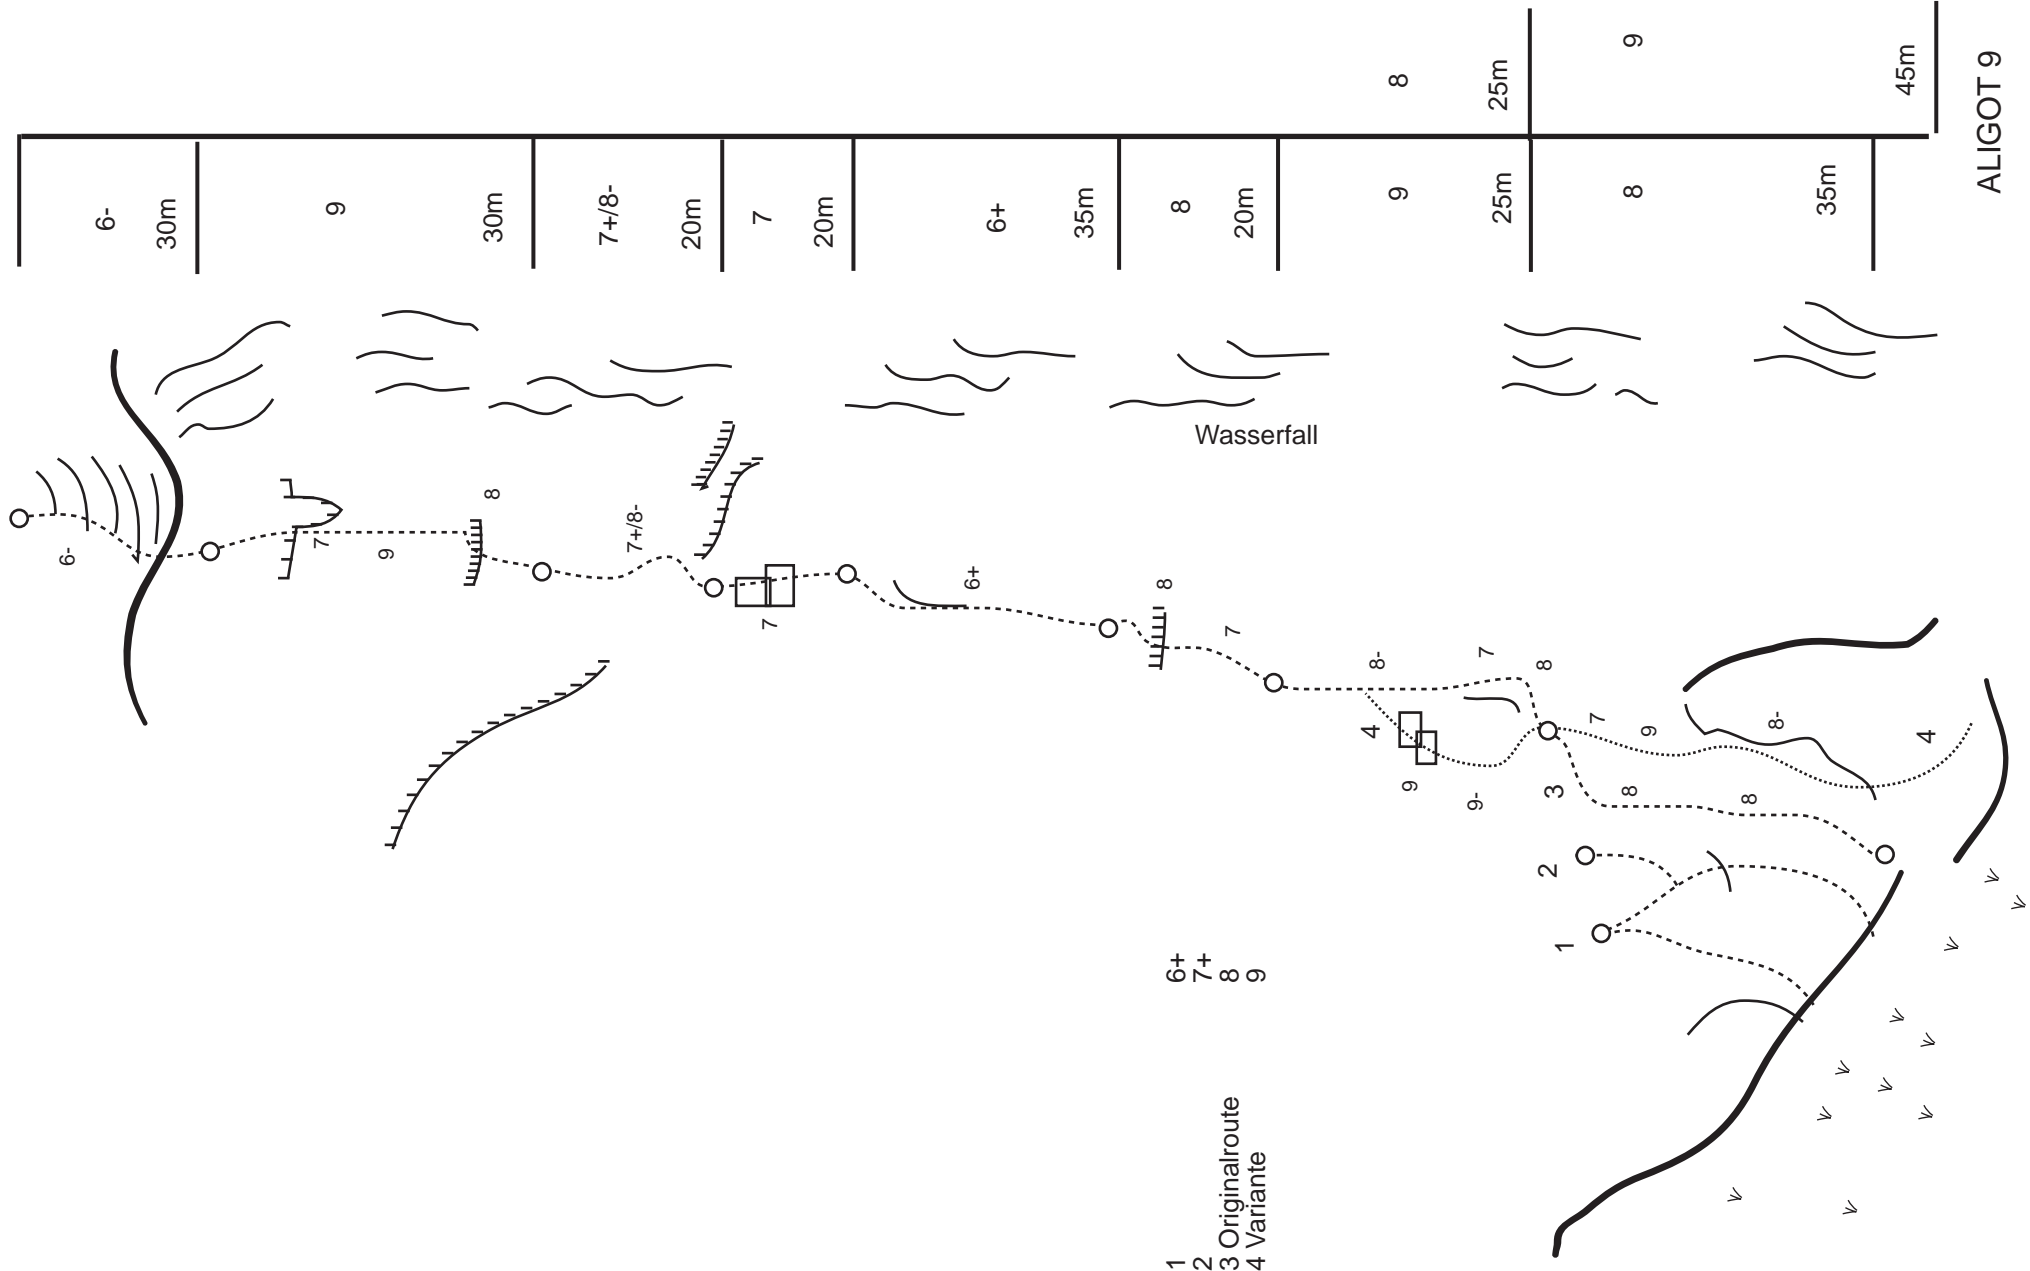 6-
6-
30m
7
9
9
8
30m
7+/8-
7+/8-
20m
7
7
20m
6+
6+
35m
8
8
1 6+
2 7+
3 Originalroute 8
4 Variante 9
Wasserfall
7
20m
4
8-
9
8
9
9-
7
25m
25m
1
2
3
8
7
8
9
8
9
8
8-
35m
45m
4
ALIGOT 9